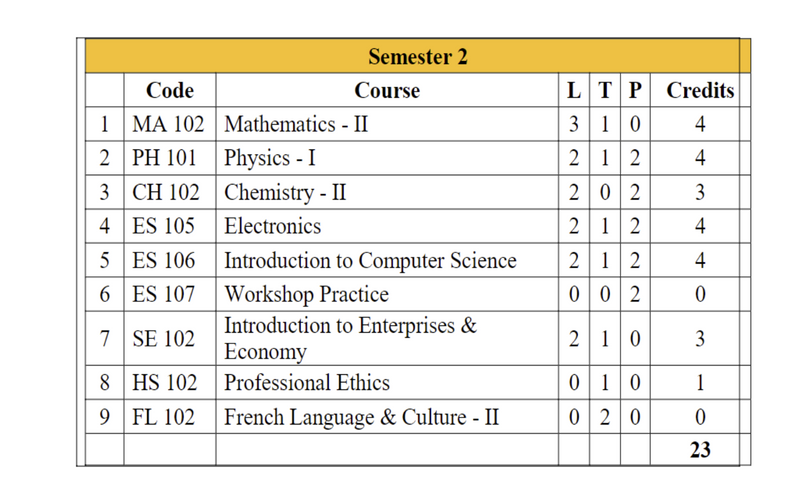 Semester 2
Code Course L T P Credits
1 MA 102 Mathematics - II 3 1 0 4
2 PH 101 Physics - I 2 1 2 4
3 CH 102 Chemistry - II 2 0 2 3
4 ES 105 Electronics 2 1 2 4
5 ES 106 Introduction to Computer Science 2 1 2 4
6 ES 107 Workshop Practice 0 0 2 0
7 SE 102 Introduction to Enterprises &
Economy 2 1 0 3
8 HS 102 Professional Ethics 0 1 0 1
9 FL 102 French Language & Culture - II 0 2 0 0
23